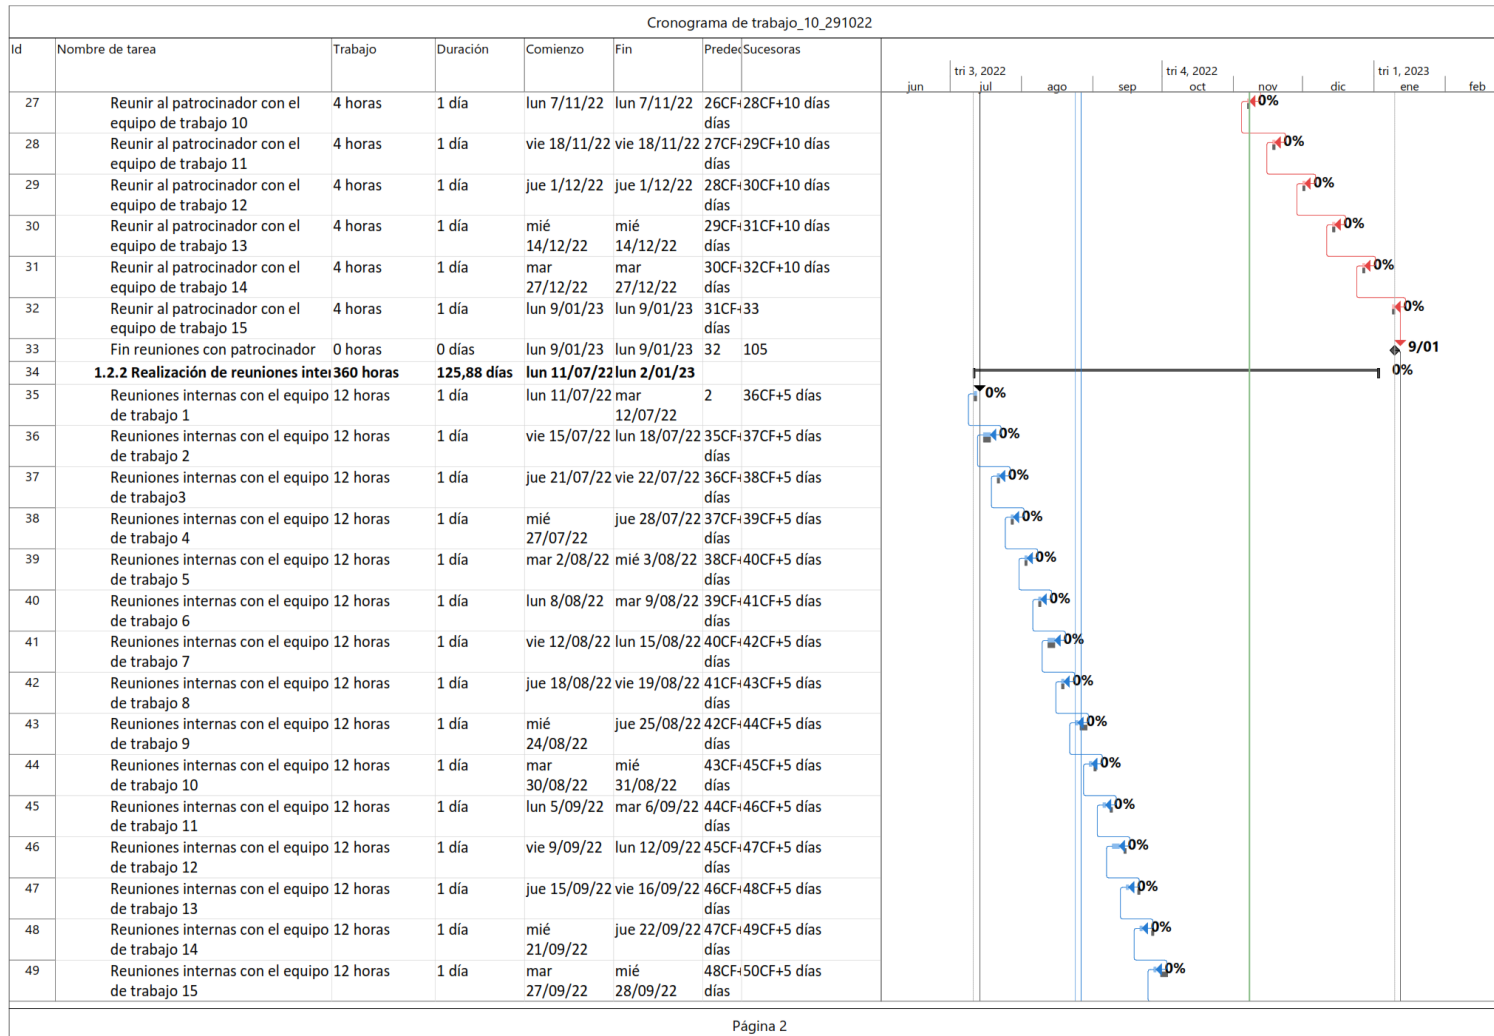 Cronograma de trabajo_10_291022
Id Nombre de tarea Trabajo Duración Comienzo Fin Predec Sucesoras
tri 3, 2022 tri 4, 2022 tri 1, 2023
jun jul ago sep oct nov dic ene feb
27 Reunir al patrocinador con el 4 horas 1 día lun 7/11/22 lun 7/11/22 26CF+ 28CF+10 días 0%
equipo de trabajo 10 días
28 Reunir al patrocinador con el 4 horas 1 día vie 18/11/22 vie 18/11/22 27CF+ 29CF+10 días 0%
equipo de trabajo 11 días
29 Reunir al patrocinador con el 4 horas 1 día jue 1/12/22 jue 1/12/22 28CF+ 30CF+10 días 0%
equipo de trabajo 12 días
30 Reunir al patrocinador con el 4 horas 1 día mié mié 29CF+ 31CF+10 días 0%
equipo de trabajo 13 14/12/22 14/12/22 días
31 Reunir al patrocinador con el 4 horas 1 día mar mar 30CF+ 32CF+10 días 0%
equipo de trabajo 14 27/12/22 27/12/22 días
32 Reunir al patrocinador con el 4 horas 1 día lun 9/01/23 lun 9/01/23 31CF+ 33 0%
equipo de trabajo 15 días
33 Fin reuniones con patrocinador 0 horas 0 días lun 9/01/23 lun 9/01/23 32 105 9/01
34 1.2.2 Realización de reuniones inter 360 horas 125,88 días lun 11/07/22 lun 2/01/23 0%
35 Reuniones internas con el equipo 12 horas 1 día lun 11/07/22 mar 2 36CF+5 días 0%
de trabajo 1 12/07/22
36 Reuniones internas con el equipo 12 horas 1 día vie 15/07/22 lun 18/07/22 35CF+ 37CF+5 días 0%
de trabajo 2 días
37 Reuniones internas con el equipo 12 horas 1 día jue 21/07/22 vie 22/07/22 36CF+ 38CF+5 días 0%
de trabajo3 días
38 Reuniones internas con el equipo 12 horas 1 día mié jue 28/07/22 37CF+ 39CF+5 días 0%
de trabajo 4 27/07/22 días
39 Reuniones internas con el equipo 12 horas 1 día mar 2/08/22 mié 3/08/22 38CF+ 40CF+5 días 0%
de trabajo 5 días
40 Reuniones internas con el equipo 12 horas 1 día lun 8/08/22 mar 9/08/22 39CF+ 41CF+5 días 0%
de trabajo 6 días
41 Reuniones internas con el equipo 12 horas 1 día vie 12/08/22 lun 15/08/22 40CF+ 42CF+5 días 0%
de trabajo 7 días
42 Reuniones internas con el equipo 12 horas 1 día jue 18/08/22 vie 19/08/22 41CF+ 43CF+5 días 0%
de trabajo 8 días
43 Reuniones internas con el equipo 12 horas 1 día mié jue 25/08/22 42CF+ 44CF+5 días 0%
de trabajo 9 24/08/22 días
44 Reuniones internas con el equipo 12 horas 1 día mar mié 43CF+ 45CF+5 días 0%
de trabajo 10 30/08/22 31/08/22 días
45 Reuniones internas con el equipo 12 horas 1 día lun 5/09/22 mar 6/09/22 44CF+ 46CF+5 días 0%
de trabajo 11 días
46 Reuniones internas con el equipo 12 horas 1 día vie 9/09/22 lun 12/09/22 45CF+ 47CF+5 días 0%
de trabajo 12 días
47 Reuniones internas con el equipo 12 horas 1 día jue 15/09/22 vie 16/09/22 46CF+ 48CF+5 días 0%
de trabajo 13 días
48 Reuniones internas con el equipo 12 horas 1 día mié jue 22/09/22 47CF+ 49CF+5 días 0%
de trabajo 14 21/09/22 días
49 Reuniones internas con el equipo 12 horas 1 día mar mié 48CF+ 50CF+5 días 0%
de trabajo 15 27/09/22 28/09/22 días
Página 2